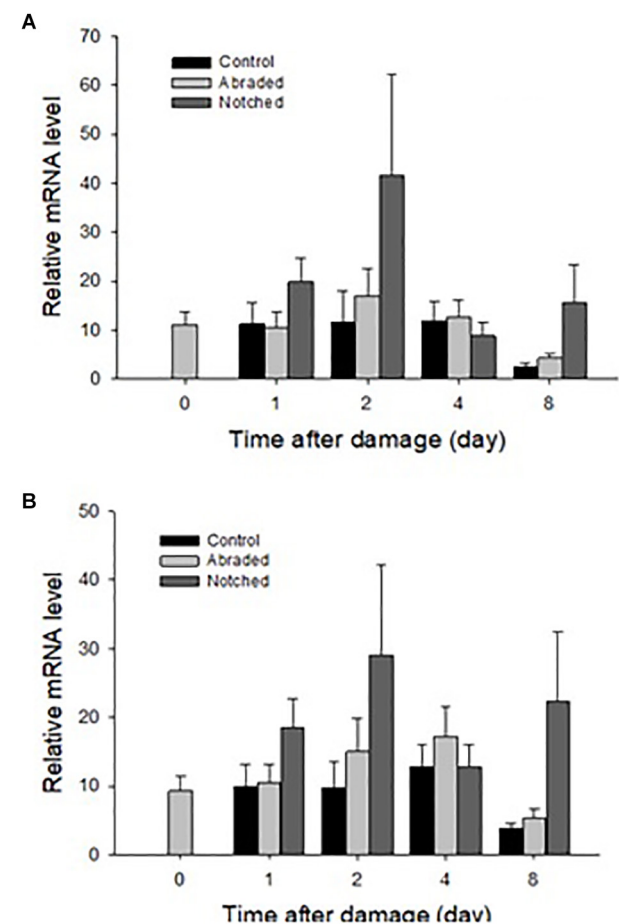 A
70
60
50
40
30
20
10
0
Relative mRNA level
Control
Abraded
Notched
0 1 2 4 8
Time after damage (day)
B
50
40
30
20
10
0
Relative mRNA level
Control
Abraded
Notched
0 1 2 4 8
Time after damage (day)